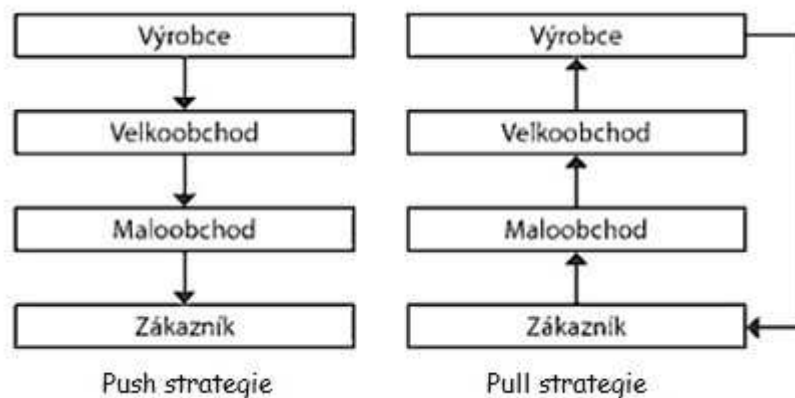 Výrobce
Velkoobchod
Maloobchod
Zákazník
Push strategie
Výrobce
Velkoobchod
Maloobchod
Zákazník
Pull strategie